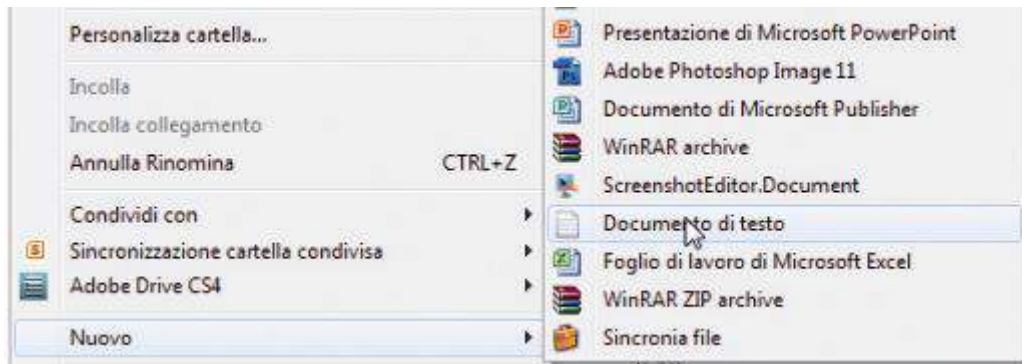 Personalizza cartella...
Incolla
Incolla collegamento
Annulla Rinomina CTRL+Z
Condividi con
Sincronizzazione cartella condivisa
Adobe Drive CS4
Nuovo
Presentazione di Microsoft PowerPoint
Adobe Photoshop Image 11
Documento di Microsoft Publisher
WinRAR archive
ScreenshotEditor.Document
Documento di testo
Foglio di lavoro di Microsoft Excel
WinRAR ZIP archive
Sincronia file